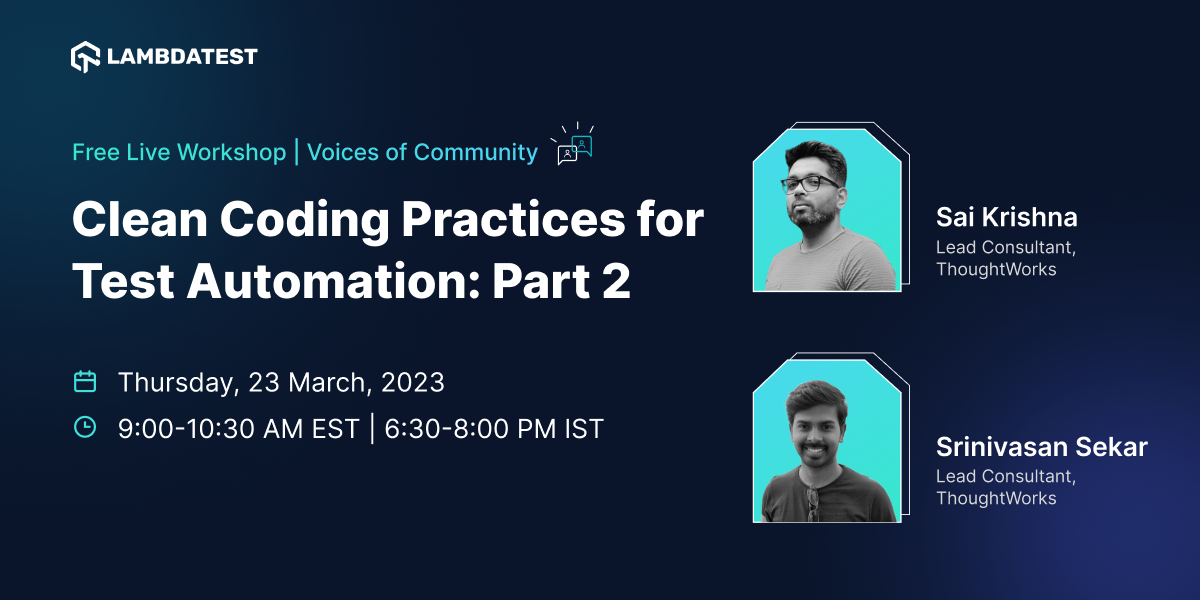 LAMBDATEST
Free Live Workshop | Voices of Community
Clean Coding Practices for
Test Automation: Part 2
Thursday, 23 March, 2023
9:00-10:30 AM EST | 6:30-8:00 PM IST
Sai Krishna
Lead Consultant,
ThoughtWorks
Srinivasan Sekar
Lead Consultant,
ThoughtWorks